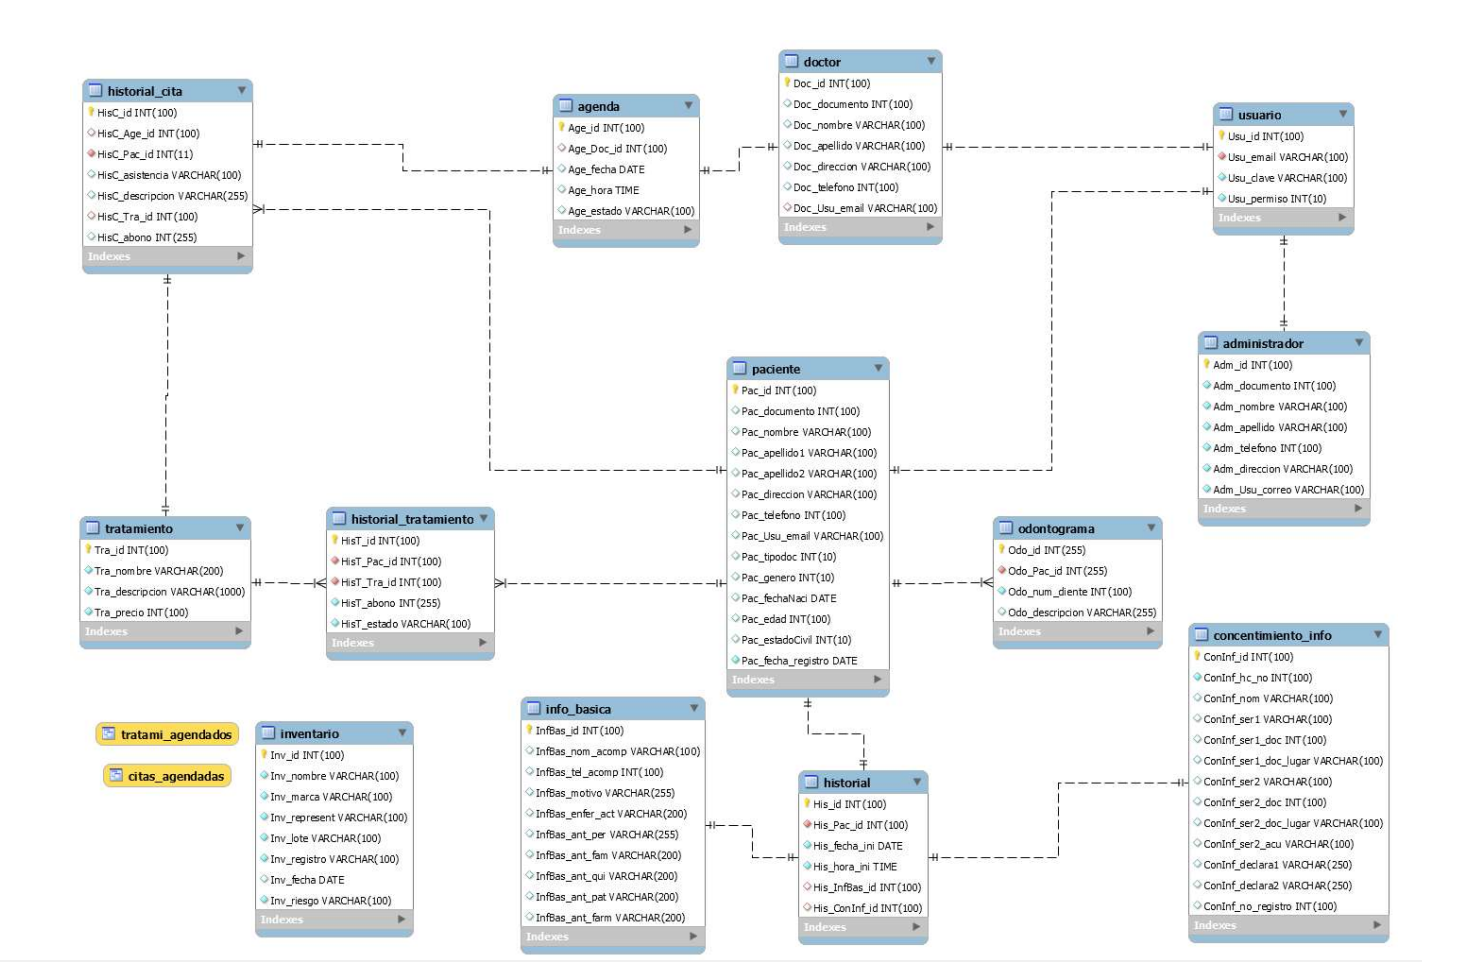 historial_cita
HisC_id INT(100)
HisC_Age_id INT(100)
HisC_Pac_id INT(11)
HisC_asistencia VARCHAR(100)
HisC_descripcion VARCHAR(255)
HisC_Tra_id INT(100)
HisC_abono INT(255)
Indexes
agenda
Age_id INT(100)
Age_Doc_id INT(100)
Age_fecha DATE
Age_hora TIME
Age_estado VARCHAR(100)
Indexes
doctor
Doc_id INT(100)
Doc_documento INT(100)
Doc_nombre VARCHAR(100)
Doc_apellido VARCHAR(100)
Doc_direccion VARCHAR(100)
Doc_telefono INT(100)
Doc_Usu_email VARCHAR(100)
Indexes
usuario
Usu_id INT(100)
Usu_email VARCHAR(100)
Usu_clave VARCHAR(100)
Usu_permiso INT(10)
Indexes
administrador
Adm_id INT(100)
Adm_documento INT(100)
Adm_nombre VARCHAR(100)
Adm_apellido VARCHAR(100)
Adm_telefono INT(100)
Adm_direccion VARCHAR(100)
Adm_Usu_correo VARCHAR(100)
Indexes
paciente
Pac_id INT(100)
Pac_documento INT(100)
Pac_nombre VARCHAR(100)
Pac_apellido1 VARCHAR(100)
Pac_apellido2 VARCHAR(100)
Pac_direccion VARCHAR(100)
Pac_telefono INT(100)
Pac_Usu_email VARCHAR(100)
Pac_tipodoc INT(10)
Pac_genero INT(10)
Pac_fechaNaci DATE
Pac_edad INT(100)
Pac_estadoCivil INT(10)
Pac_fecha_registro DATE
Indexes
tratamiento
Tra_id INT(100)
Tra_nombre VARCHAR(200)
Tra_descripcion VARCHAR(1000)
Tra_precio INT(100)
Indexes
historial_tratamiento
HisT_id INT(100)
HisT_Pac_id INT(100)
HisT_Tra_id INT(100)
HisT_abono INT(255)
HisT_estado VARCHAR(100)
Indexes
odontograma
Odo_id INT(255)
Odo_Pac_id INT(255)
Odo_num_diente INT(100)
Odo_descripcion VARCHAR(255)
Indexes
concentimiento_info
ConInf_id INT(100)
ConInf_hc_no INT(100)
ConInf_nom VARCHAR(100)
ConInf_ser1 VARCHAR(100)
ConInf_ser1_doc INT(100)
ConInf_ser1_doc_lugar VARCHAR(100)
ConInf_ser2 VARCHAR(100)
ConInf_ser2_doc INT(100)
ConInf_ser2_doc_lugar VARCHAR(100)
ConInf_ser2_acu VARCHAR(100)
ConInf_declara1 VARCHAR(250)
ConInf_declara2 VARCHAR(250)
ConInf_no_registro INT(100)
Indexes
tratami_agendados
citas_agendadas
inventario
Inv_id INT(100)
Inv_nombre VARCHAR(100)
Inv_marca VARCHAR(100)
Inv_represent VARCHAR(100)
Inv_lote VARCHAR(100)
Inv_registro VARCHAR(100)
Inv_fecha DATE
Inv_riesgo VARCHAR(100)
Indexes
info_basica
InfBas_id INT(100)
InfBas_nom_acomp VARCHAR(100)
InfBas_tel_acomp INT(100)
InfBas_motivo VARCHAR(255)
InfBas_enfer_act VARCHAR(200)
InfBas_ant_per VARCHAR(255)
InfBas_ant_fam VARCHAR(200)
InfBas_ant_qui VARCHAR(200)
InfBas_ant_pat VARCHAR(200)
InfBas_ant_farm VARCHAR(200)
Indexes
historial
His_id INT(100)
His_Pac_id INT(100)
His_fecha_ini DATE
His_hora_ini TIME
His_InfBas_id INT(100)
His_ConInf_id INT(100)
Indexes